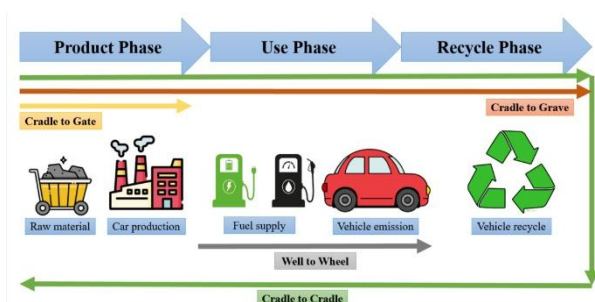 Product Phase
Use Phase
Recycle Phase
Cradle to Grave
Cradle to Gate
Raw material
Car production
Fuel supply
Vehicle emission
Vehicle recycle
Well to Wheel
Cradle to Cradle